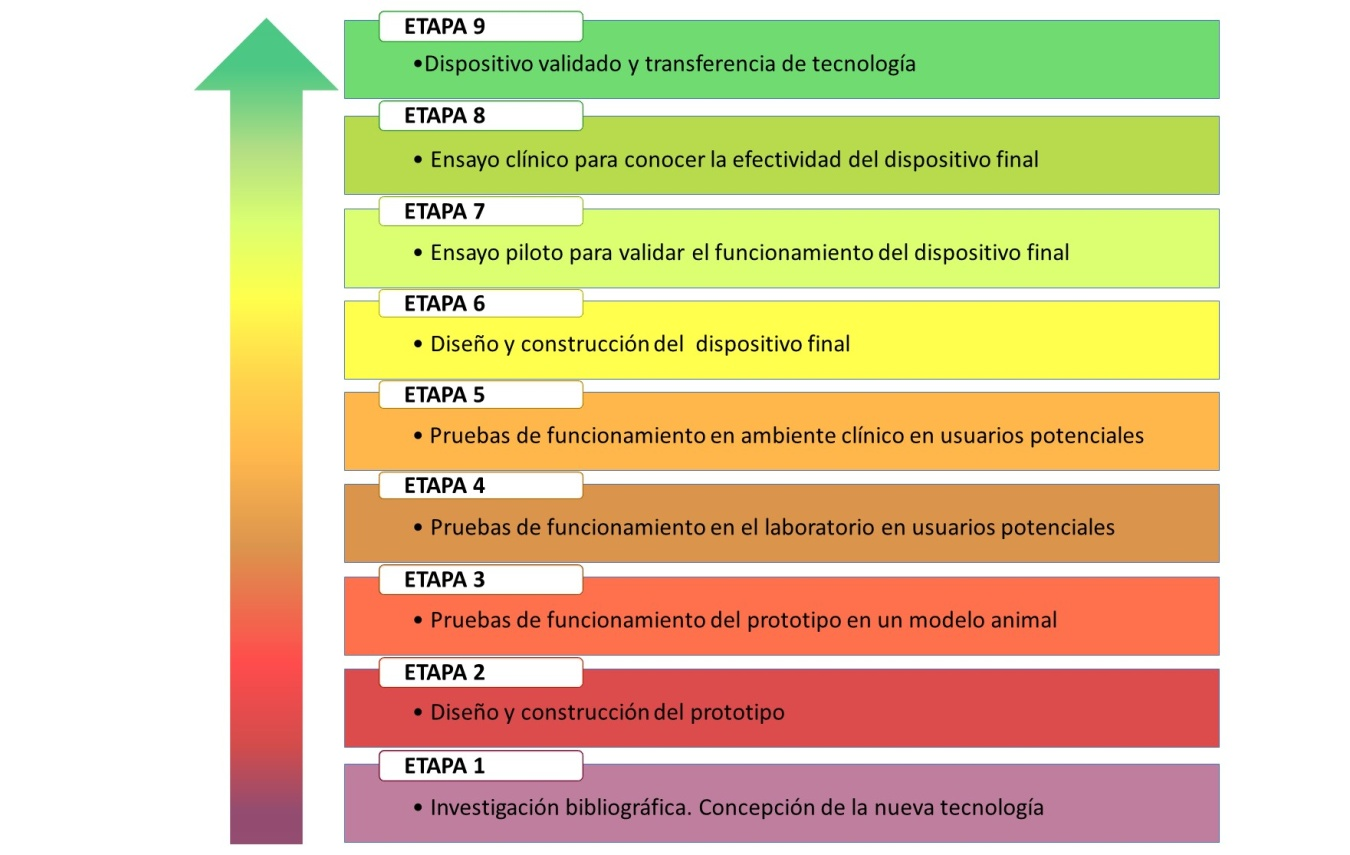 ETAPA 9
•Dispositivo validado y transferencia de tecnología
ETAPA 8
• Ensayo clínico para conocer la efectividad del dispositivo final
ETAPA 7
• Ensayo piloto para validar el funcionamiento del dispositivo final
ETAPA 6
• Diseño y construcción del dispositivo final
ETAPA 5
• Pruebas de funcionamiento en ambiente clínico en usuarios potenciales
ETAPA 4
• Pruebas de funcionamiento en el laboratorio en usuarios potenciales
ETAPA 3
• Pruebas de funcionamiento del prototipo en un modelo animal
ETAPA 2
• Diseño y construcción del prototipo
ETAPA 1
• Investigación bibliográfica. Concepción de la nueva tecnología